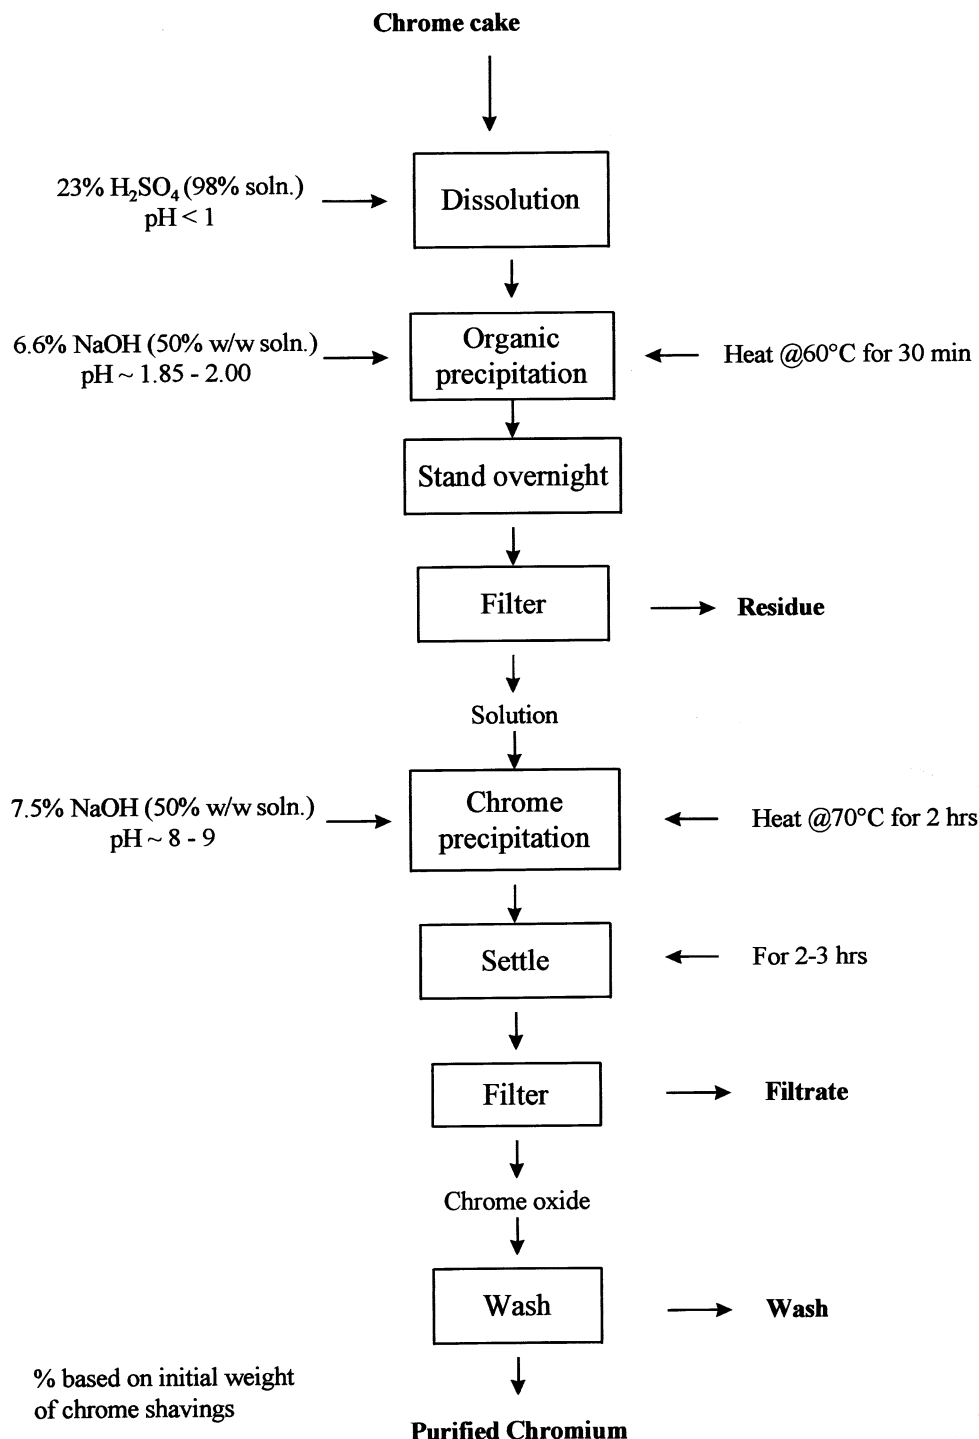 Chrome cake
23% H₂SO₄ (98% soln.)
pH < 1
Dissolution
6.6% NaOH (50% w/w soln.)
pH ~ 1.85 - 2.00
Organic
precipitation
Heat @60°C for 30 min
Stand overnight
Filter
Residue
Solution
7.5% NaOH (50% w/w soln.)
pH ~ 8 - 9
Chrome
precipitation
Heat @70°C for 2 hrs
Settle
For 2-3 hrs
Filter
Filtrate
Chrome oxide
Wash
Wash
% based on initial weight
of chrome shavings
Purified Chromium